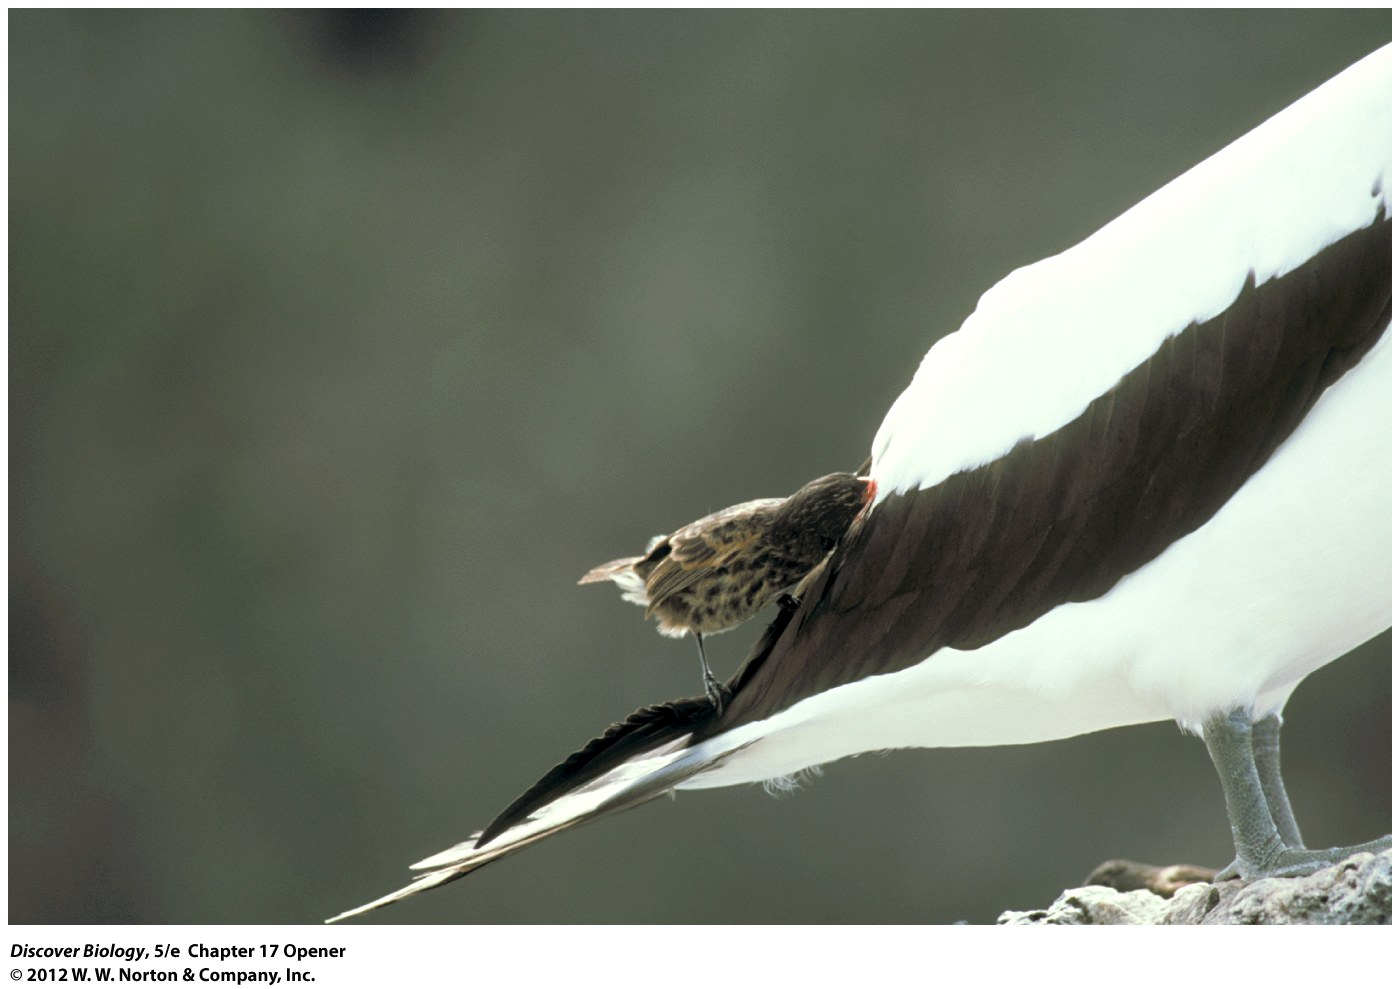 Discover Biology, 5/e Chapter 17 Opener
© 2012 W. W. Norton & Company, Inc.